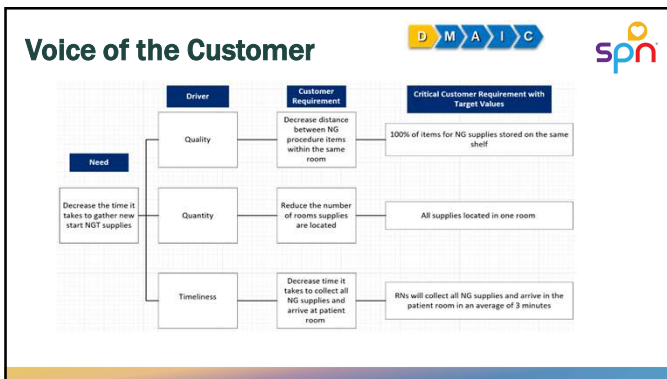 Voice of the Customer
D M A I C
spn
Driver
Customer
Requirement
Critical Customer Requirement with
Target Values
Need
Decrease the time it
takes to gather new
start NGT supplies
Quality
Decrease distance
between NG
procedure items
within the same
room
100% of items for NG supplies stored on the same
shelf
Quantity
Reduce the number
of rooms supplies
are located
All supplies located in one room
Timeliness
Decrease time it
takes to collect all
NG supplies and
arrive at patient
room
RNs will collect all NG supplies and arrive in the
patient room in an average of 3 minutes